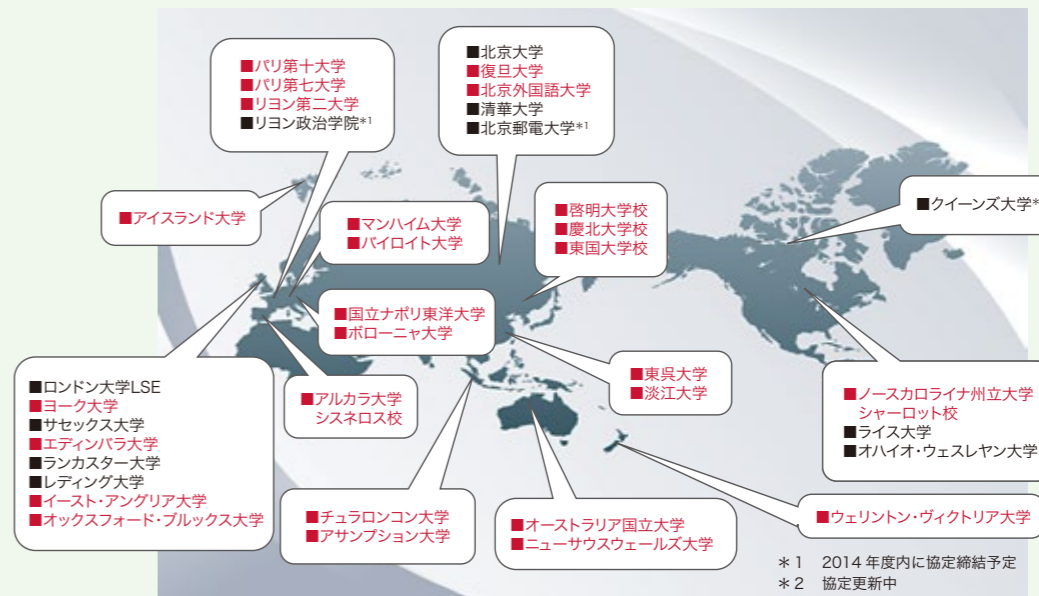 ■パリ第十大学
■パリ第七大学
■リヨン第二大学
■リヨン政治学院*1
■北京大学
■復旦大学
■北京外国語大学
■清華大学
■北京郵電大学*1
■アイスランド大学
■マンハイム大学
■バイロイト大学
■啓明大学校
■慶北大学校
■東国大学校
■クイーンズ大学*
■国立ナポリ東洋大学
■ボローニャ大学
■ロンドン大学LSE
■ヨーク大学
■サセックス大学
■エディンバラ大学
■ランカスター大学
■レディング大学
■イースト・アングリア大学
■オックスフォード・ブルックス大学
■アルカラ大学
シスネロス校
■東呉大学
■淡江大学
■ノースカロライナ州立大学
シャーロット校
■ライス大学
■オハイオ・ウェスレヤン大学
■チュラロンコン大学
■アサンプション大学
■オーストラリア国立大学
■ニューサウスウェールズ大学
■ウェリントン・ヴィクトリア大学
＊1 2014 年度内に協定締結予定
＊2 協定更新中